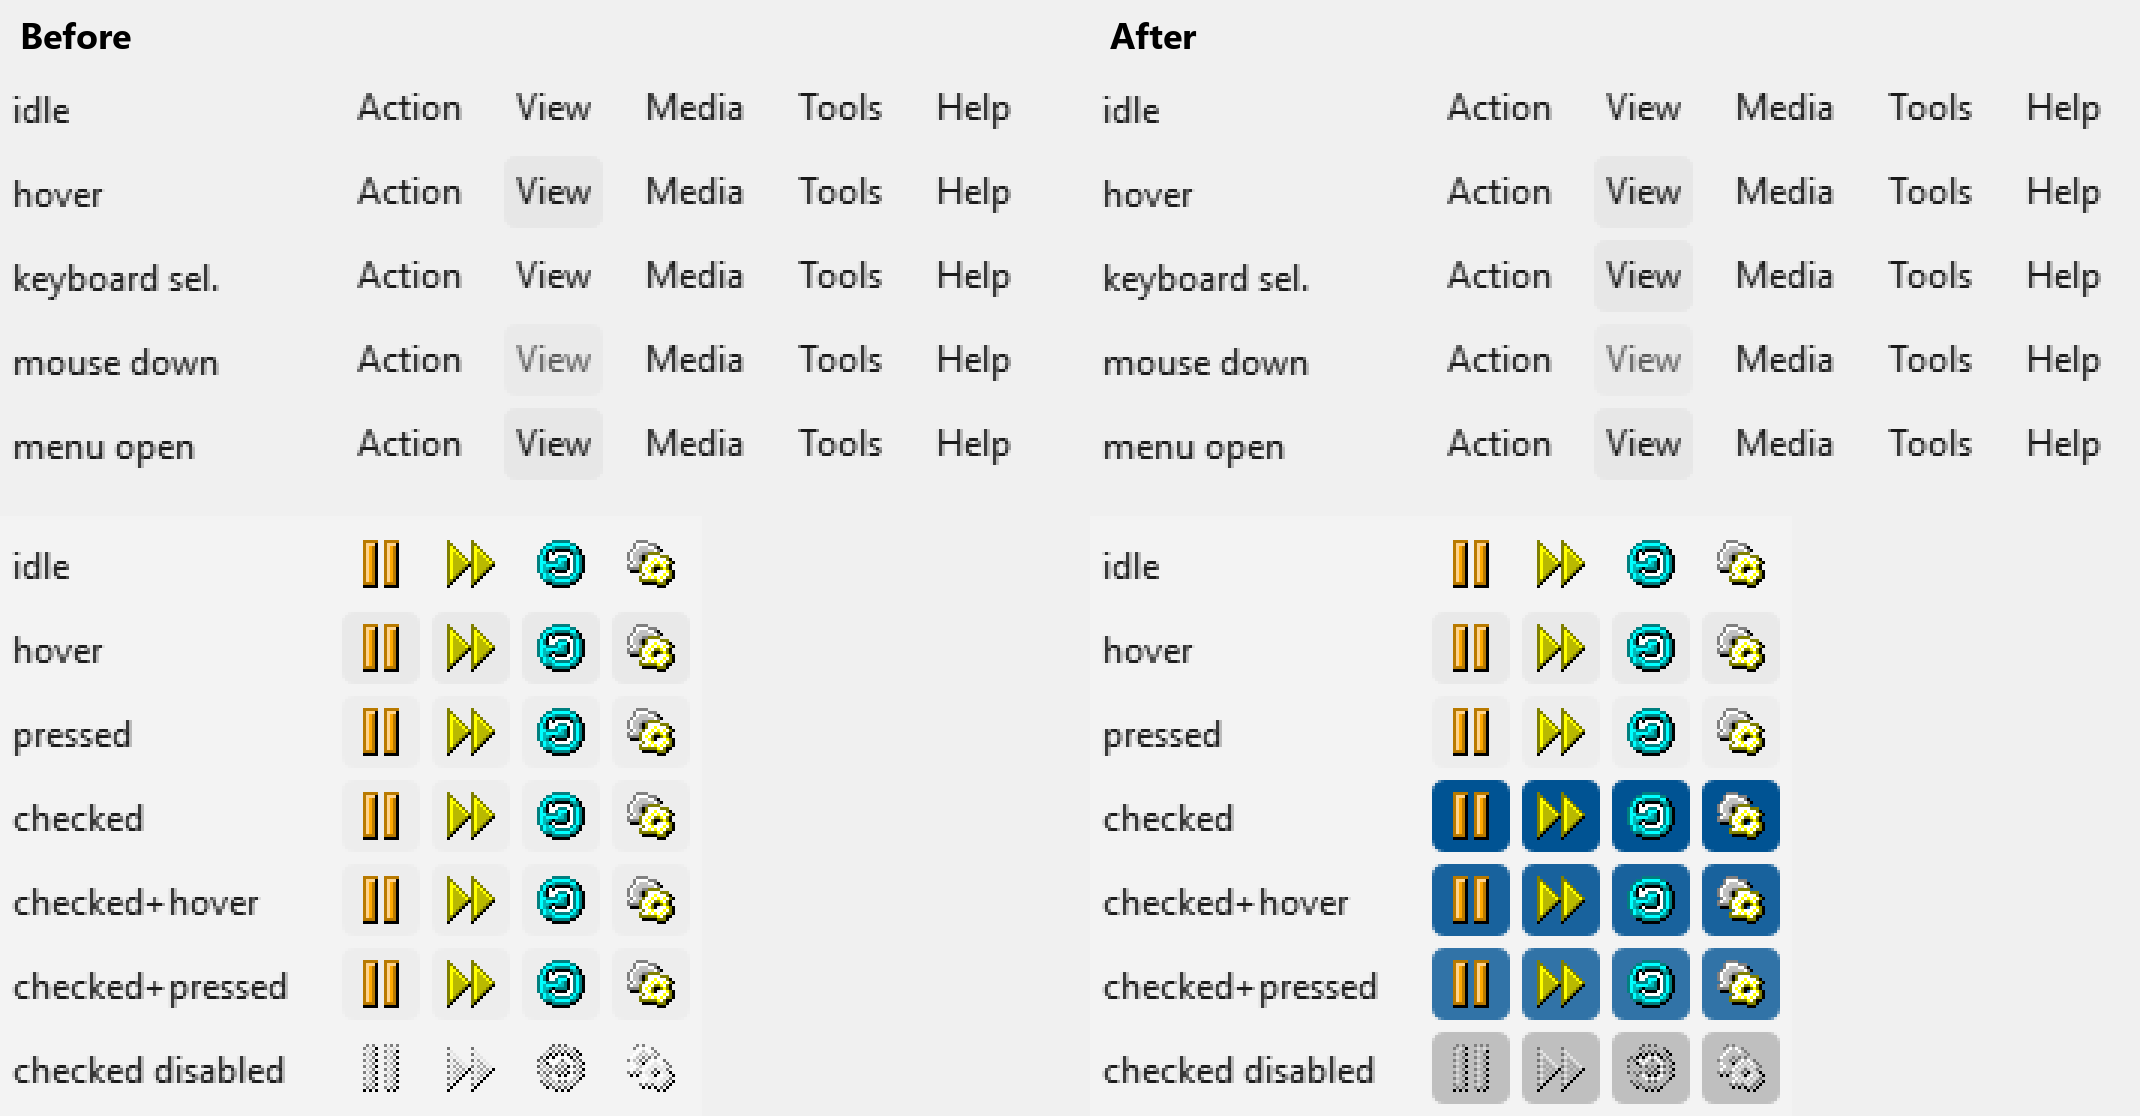 Before
idle Action View Media Tools Help
hover Action View Media Tools Help
keyboard sel. Action View Media Tools Help
mouse down Action View Media Tools Help
menu open Action View Media Tools Help
idle
hover
pressed
checked
checked+hover
checked+pressed
checked disabled
After
idle Action View Media Tools Help
hover Action View Media Tools Help
keyboard sel. Action View Media Tools Help
mouse down Action View Media Tools Help
menu open Action View Media Tools Help
idle
hover
pressed
checked
checked+hover
checked+pressed
checked disabled